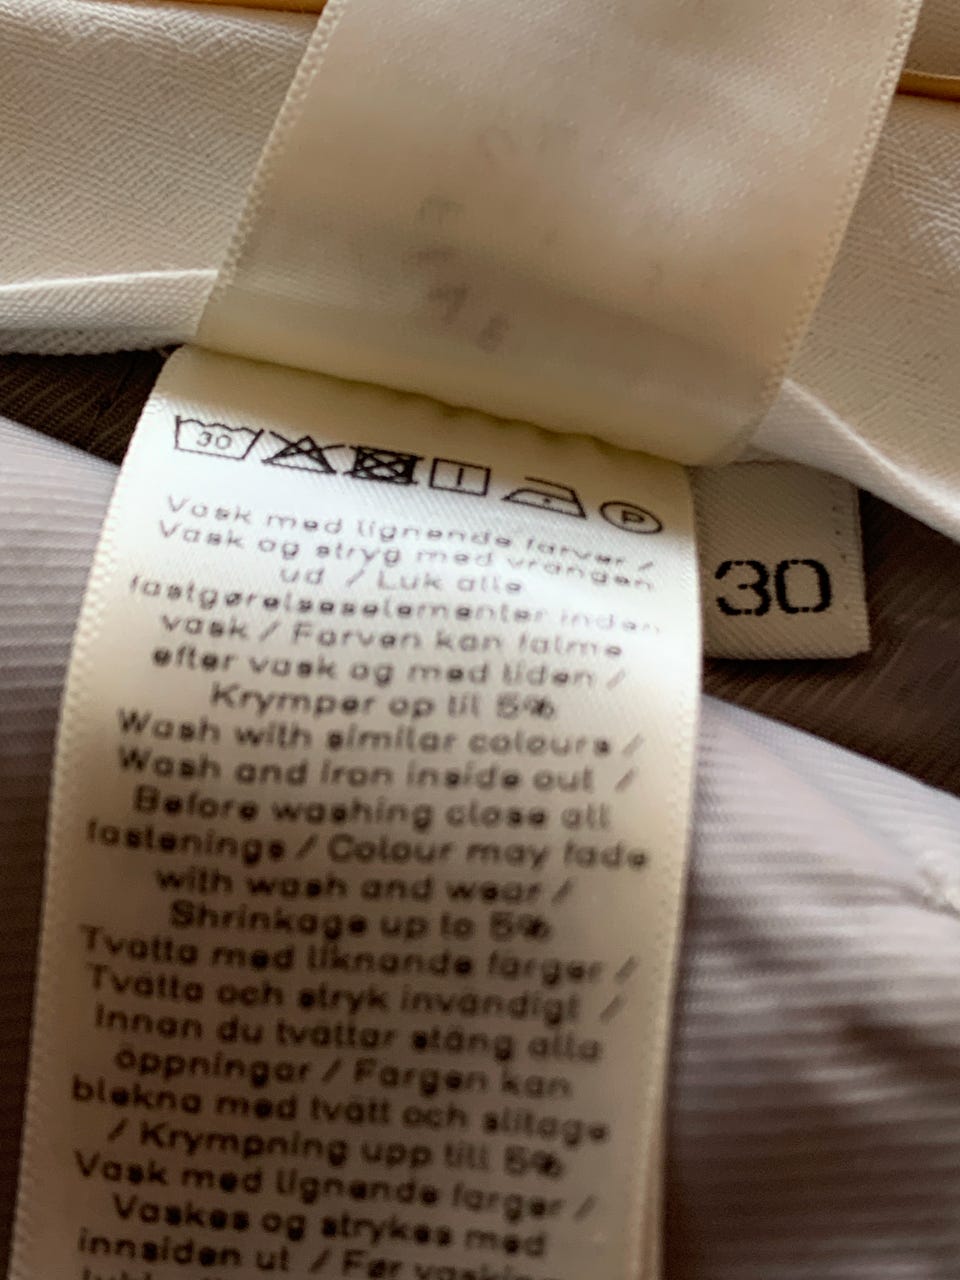 30
P
30
Vask med lignende farver /
Vask og stryg med vrangen
ud / Luk alle
fastgørelseselementer inden
vask / Farven kan falme
efter vask og med tiden /
Krymper op til 5%
Wash with similar colours /
Wash and iron inside out /
Before washing close all
fastenings / Colour may fade
with wash and wear /
Shrinkage up to 5%
Tvätta med liknande färger /
Tvätta och stryk invändigt /
Innan du tvättar stäng alla
öppningar / Färgen kan
blekna med tvätt och slitage
/ Krympning upp till 5%
Vask med lignende farger /
Vaskes og strykes med
innsiden ut / Før vasking